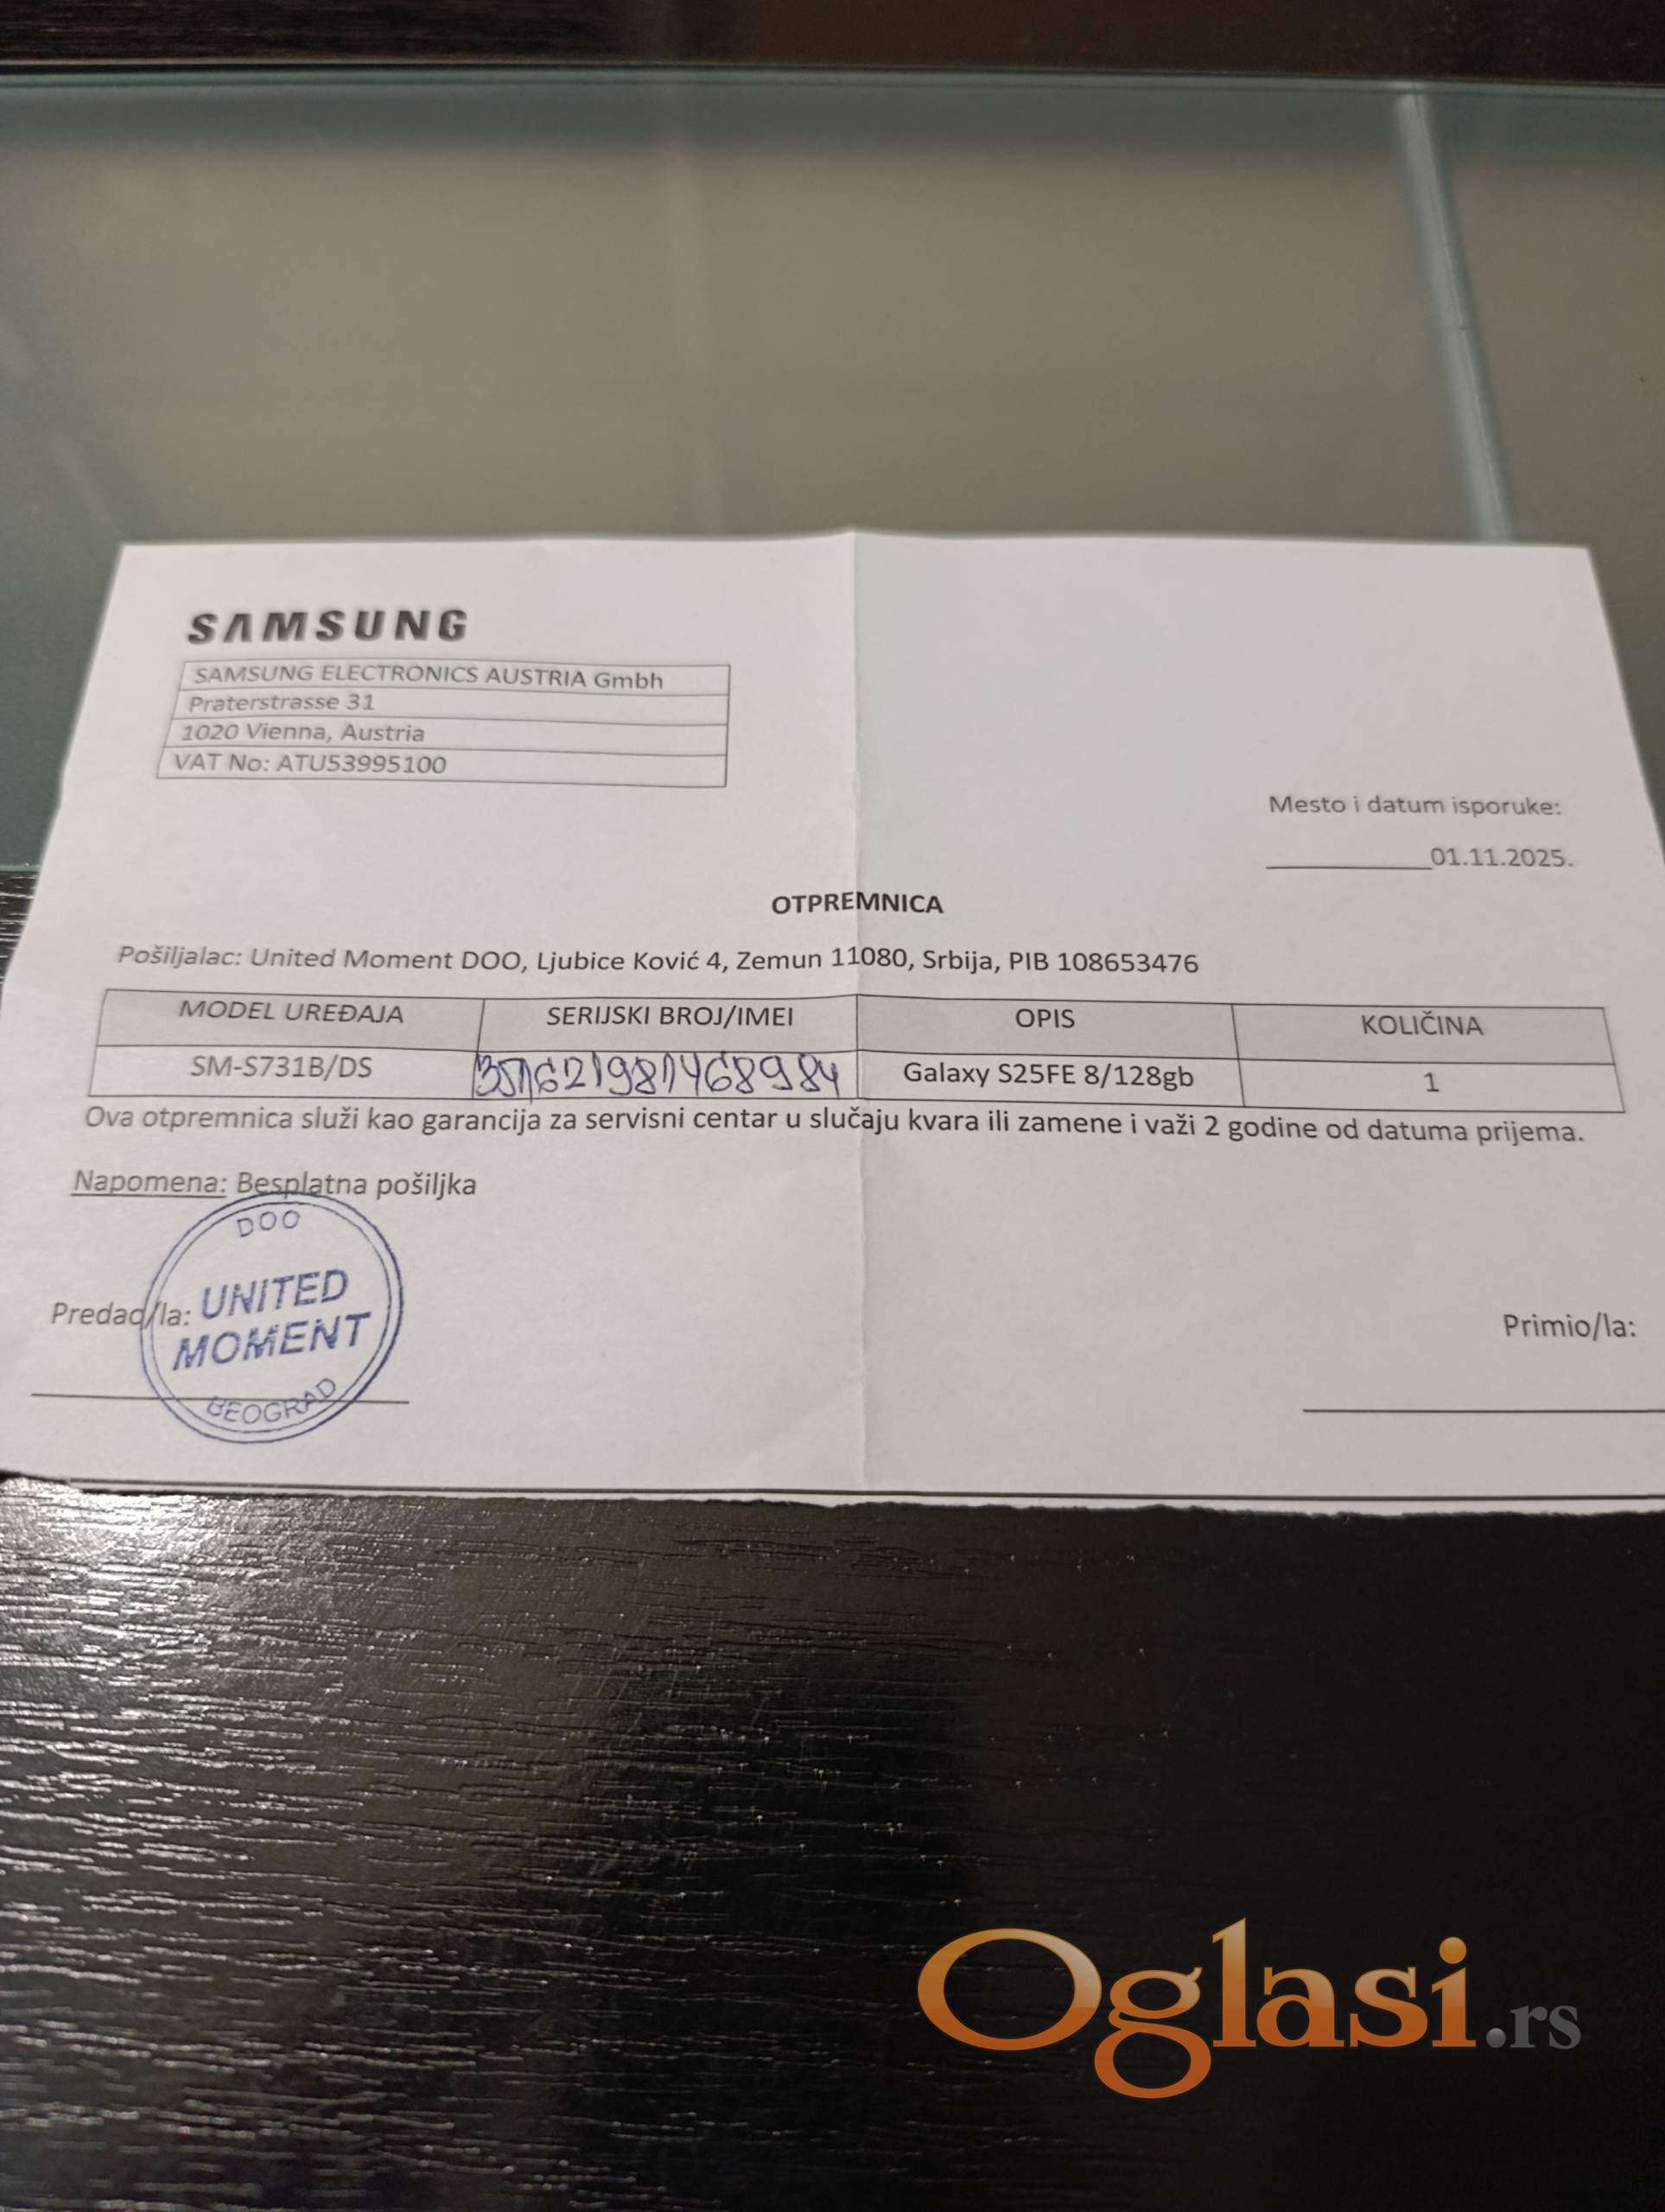 SAMSUNG
SAMSUNG ELECTRONICS AUSTRIA Gmbh
Praterstrasse 31
1020 Vienna, Austria
VAT No: ATU53995100
Mesto i datum isporuke:
01.11.2025.
OTPREMNICA
Pošiljalac: United Moment DOO, Ljubice Ković 4, Zemun 11080, Srbija, PIB 108653476
MODEL UREĐAJA SERIJSKI BROJ/IMEI OPIS KOLIČINA
SM-S731B/DS Galaxy S25FE 8/128gb 1
Ova otpremnica služi kao garancija za servisni centar u slučaju kvara ili zamene i važi 2 godine od datuma prijema.
Napomena: Besplatna pošiljka
DOO
UNITED
MOMENT
BEOGRAD
Predao/la:
Primio/la:
Oglasi.rs